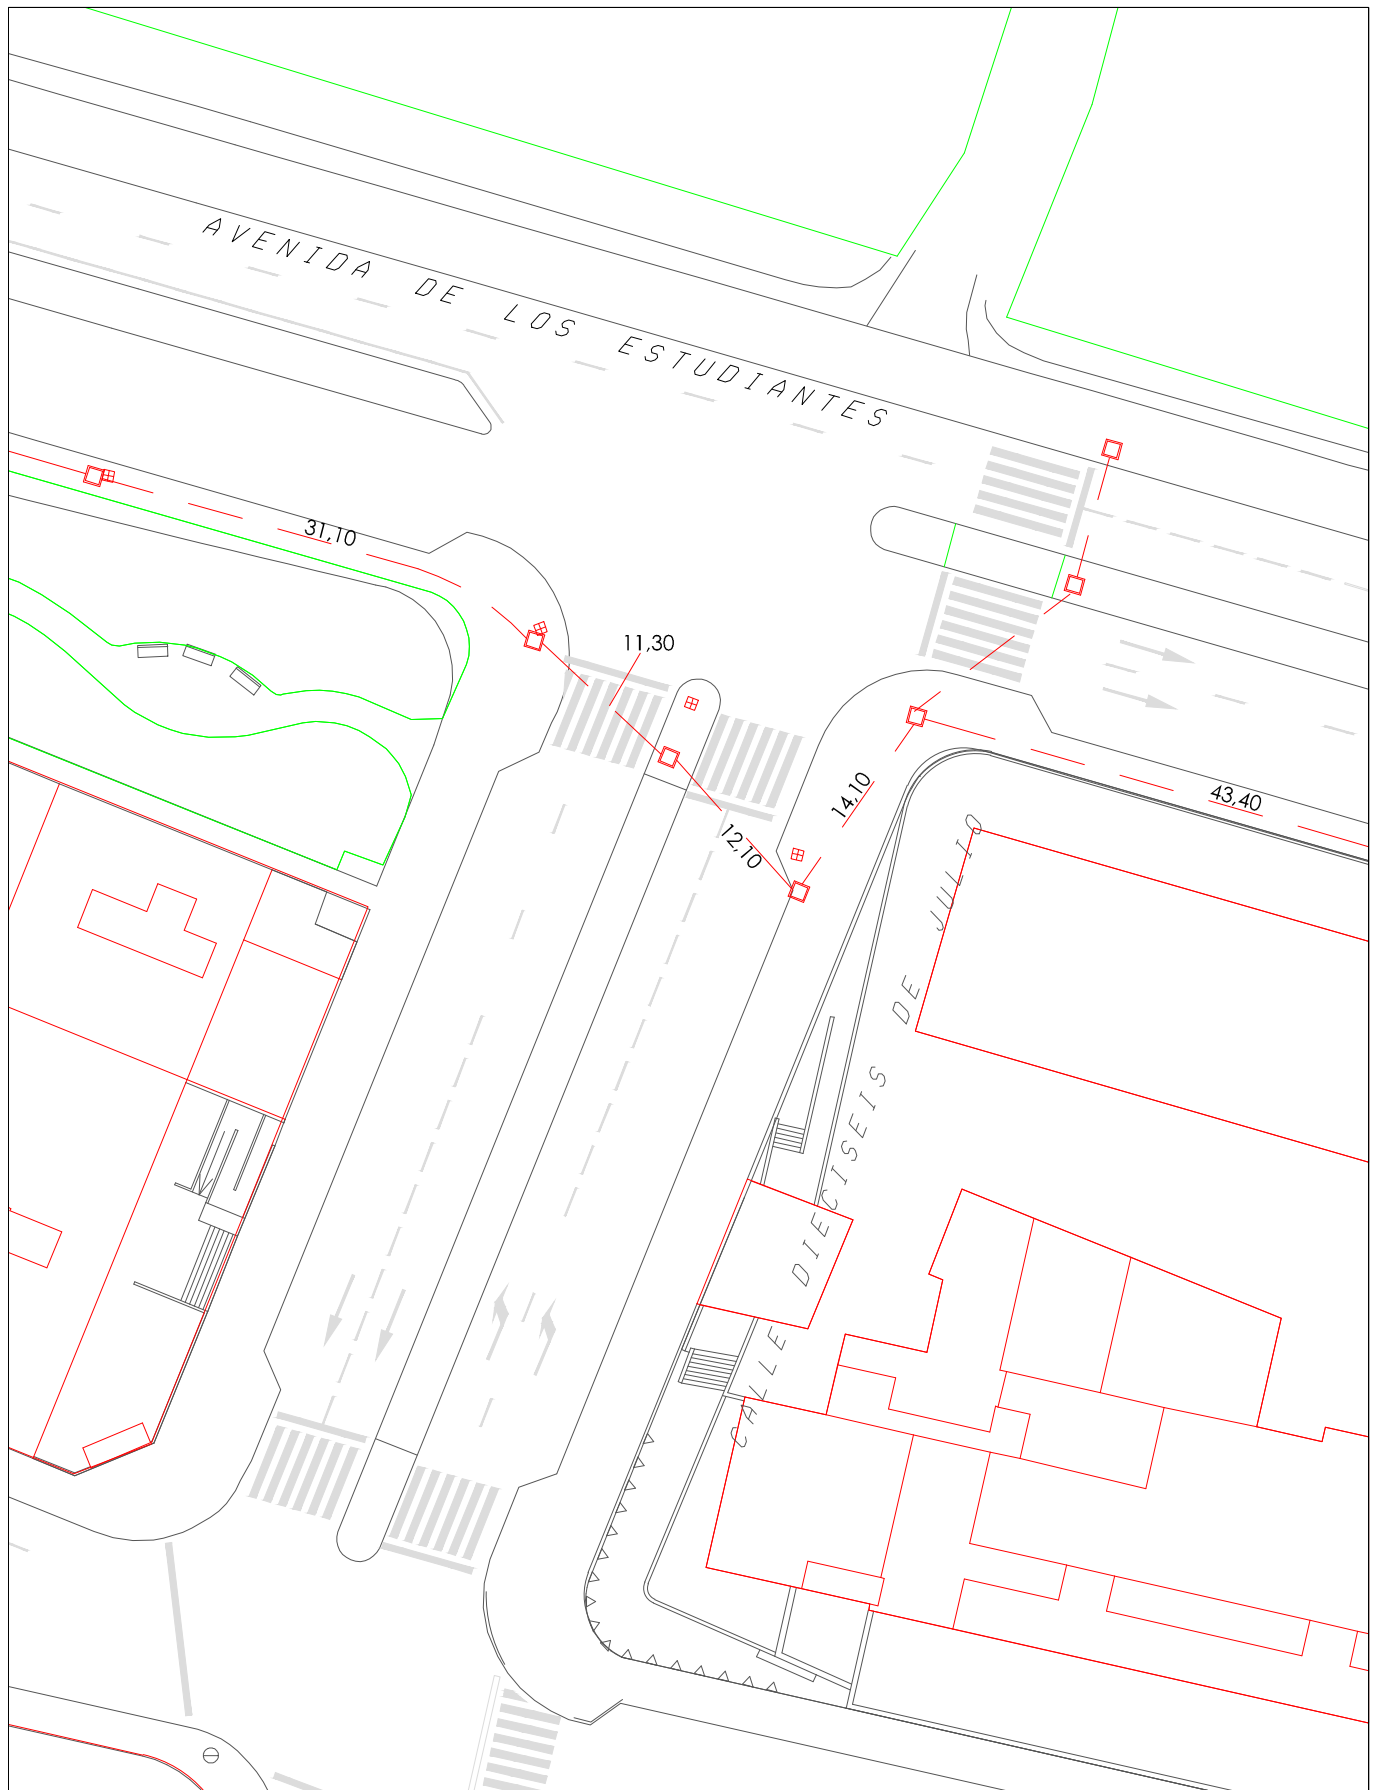 AVENIDA DE LOS ESTUDIANTES
31,10
11,30
14,10
43,40
12,10
CALLE DIECISEIS DE JULIO